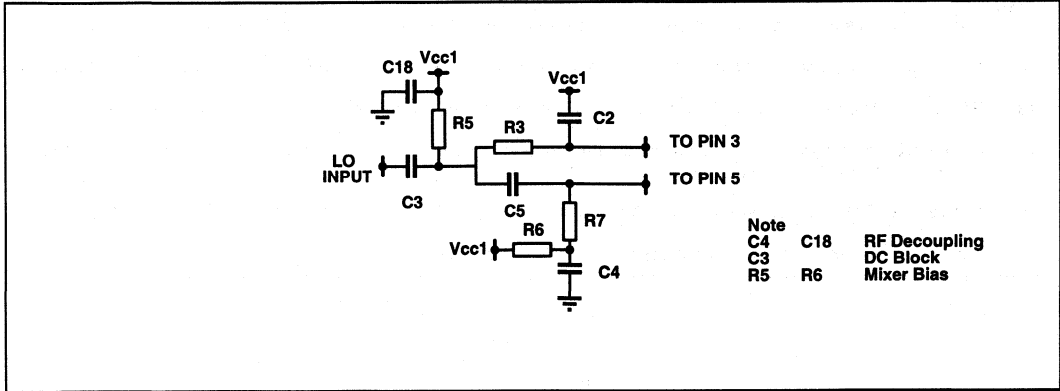 Vcc1
C18
Vcc1
R5
C2
R3
TO PIN 3
LO
INPUT
TO PIN 5
C3
C5
R7
R6
Vcc1
C4
Note
C4 C18 RF Decoupling
C3 DC Block
R5 R6 Mixer Bias